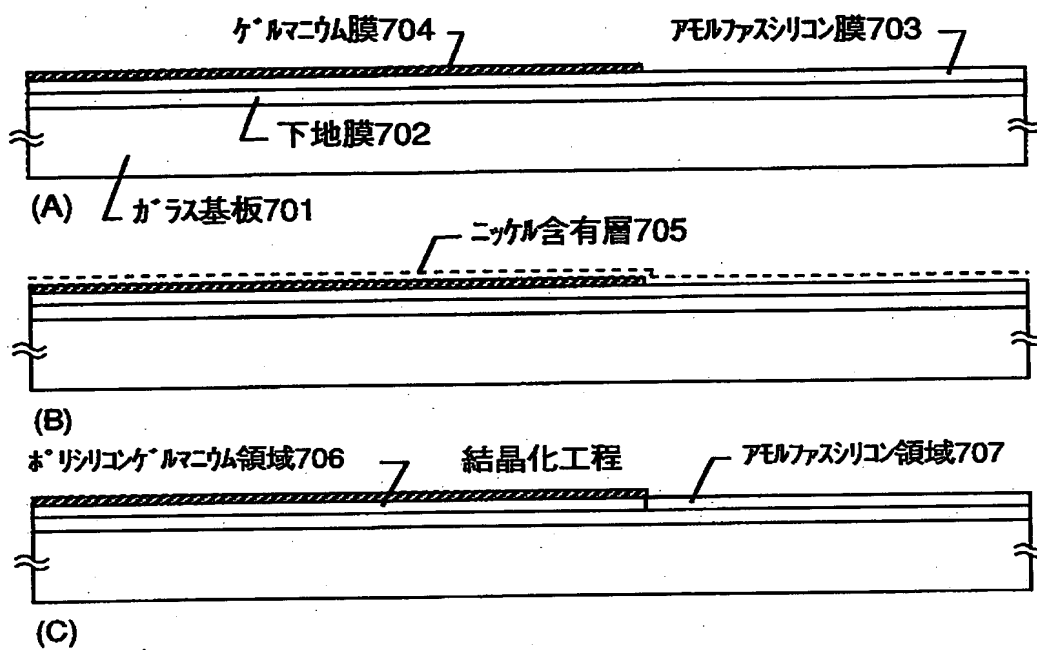 ゲルマニウム膜704
アモルファスシリコン膜703
下地膜702
(A)
ガラス基板701
ニッケル含有層705
(B)
ポリシリコンゲルマニウム領域706
結晶化工程
アモルファスシリコン領域707
(C)